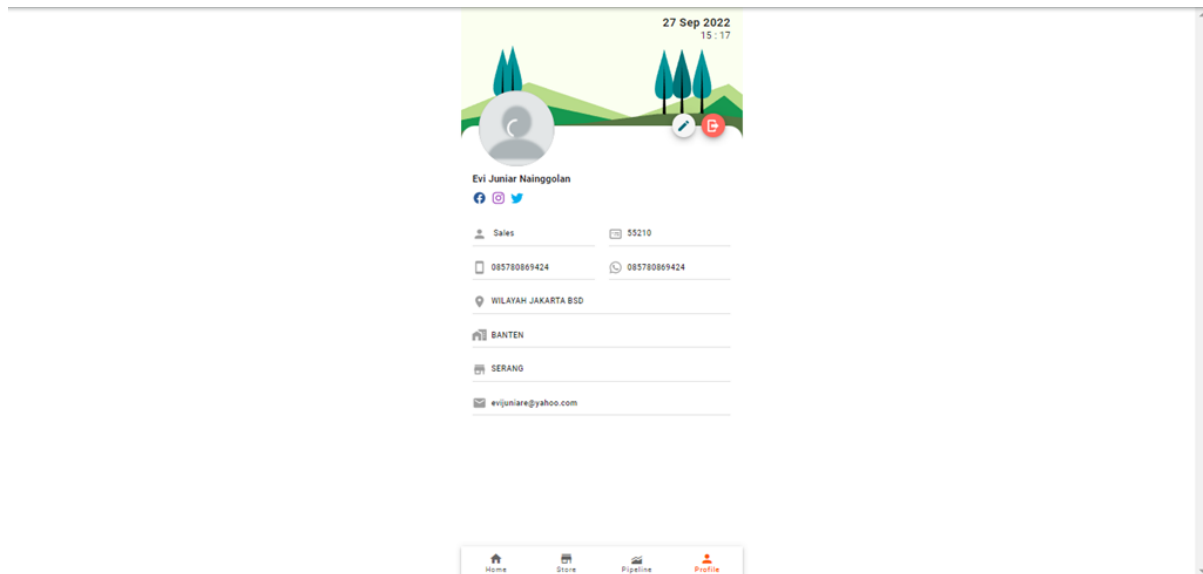 27 Sep 2022
15 : 17
Evi Juniar Nainggolan
Sales
55210
085780869424
085780869424
WILAYAH JAKARTA BSD
BANTEN
SERANG
evijuniare@yahoo.com
Home
Store
Pipeline
Profile